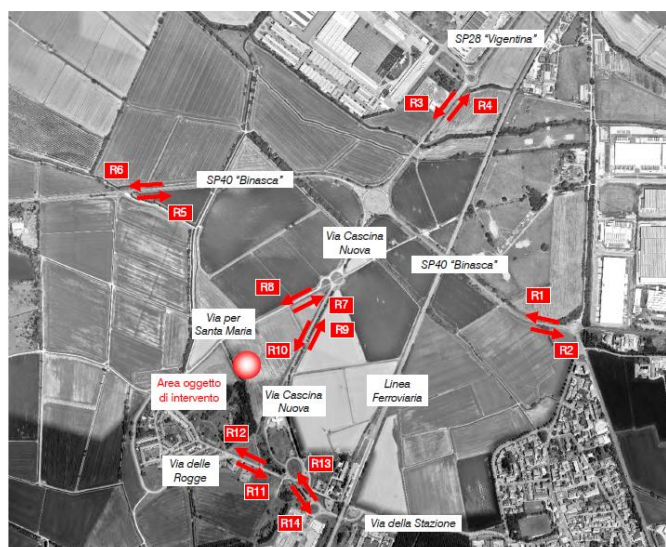 SP28 "Vigentina"
R3
R4
R6
SP40 "Binasca"
R5
Via Cascina
Nuova
SP40 "Binasca"
R8
R7
R1
Via per
Santa Maria
R9
R2
R10
Area oggetto
di intervento
Via Cascina
Nuova
Linea
Ferroviaria
R12
Via delle
Rogge
R13
R11
R14
Via della Stazione